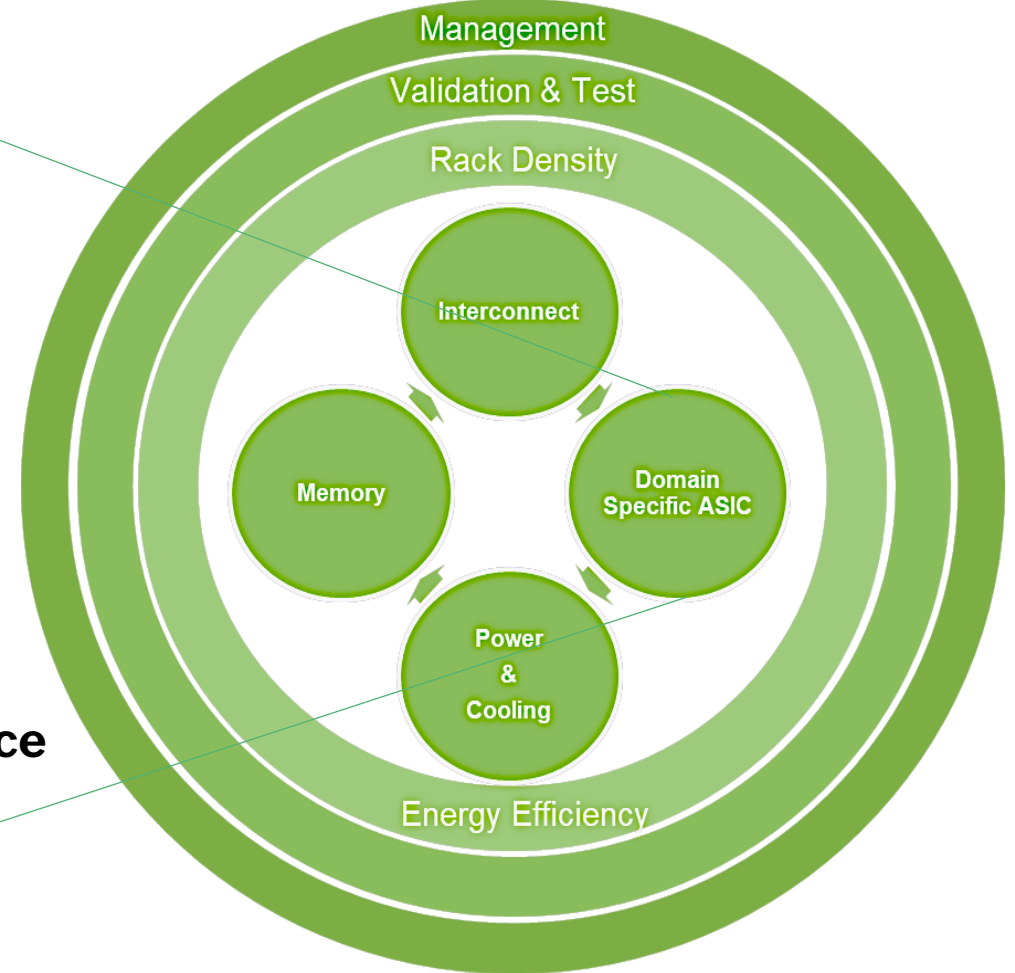 Management
Validation & Test
Rack Density
Interconnect
Memory
Domain
Specific ASIC
Power
&
Cooling
ce
Energy Efficiency